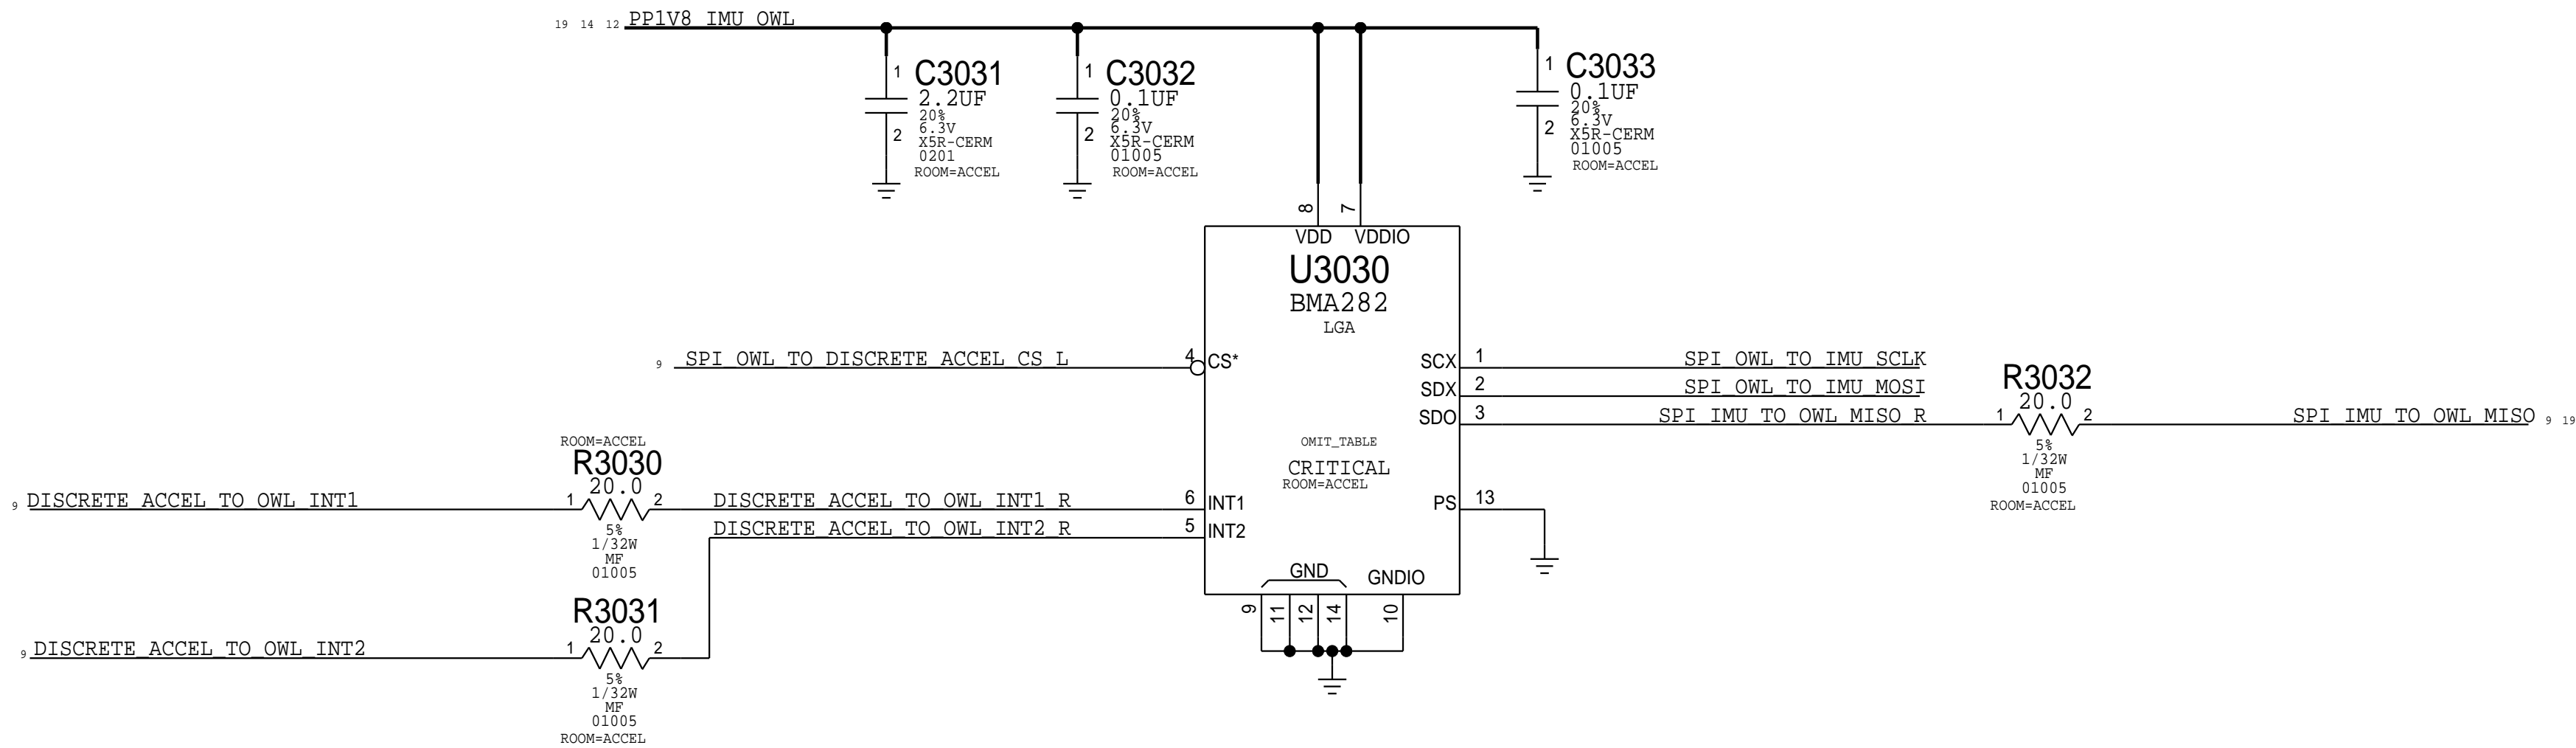 19 14 12 PP1V8_IMU_OWL
1 C3031
2.2UF
20%
6.3V
2 X5R-CERM
0201
ROOM=ACCEL
1 C3032
0.1UF
20%
6.3V
2 X5R-CERM
01005
ROOM=ACCEL
1 C3033
0.1UF
20%
6.3V
2 X5R-CERM
01005
ROOM=ACCEL
8 7
VDD VDDIO
U3030
BMA282
LGA
9 SPI_OWL_TO_DISCRETE_ACCEL_CS_L 4 CS*
SCX 1 SPI_OWL_TO_IMU_SCLK
SDX 2 SPI_OWL_TO_IMU_MOSI
SDO 3 SPI_IMU_TO_OWL_MISO_R
R3032
20.0
1 2
5%
1/32W
MF
01005
ROOM=ACCEL
SPI_IMU_TO_OWL_MISO 9 19
OMIT_TABLE
CRITICAL
ROOM=ACCEL
ROOM=ACCEL
R3030
20.0
9 DISCRETE_ACCEL_TO_OWL_INT1 1 2 DISCRETE_ACCEL_TO_OWL_INT1_R 6 INT1
5%
1/32W
MF
01005
DISCRETE_ACCEL_TO_OWL_INT2_R 5 INT2
PS 13
GND GNDIO
9 11 12 14 10
R3031
20.0
9 DISCRETE_ACCEL_TO_OWL_INT2 1 2
5%
1/32W
MF
01005
ROOM=ACCEL